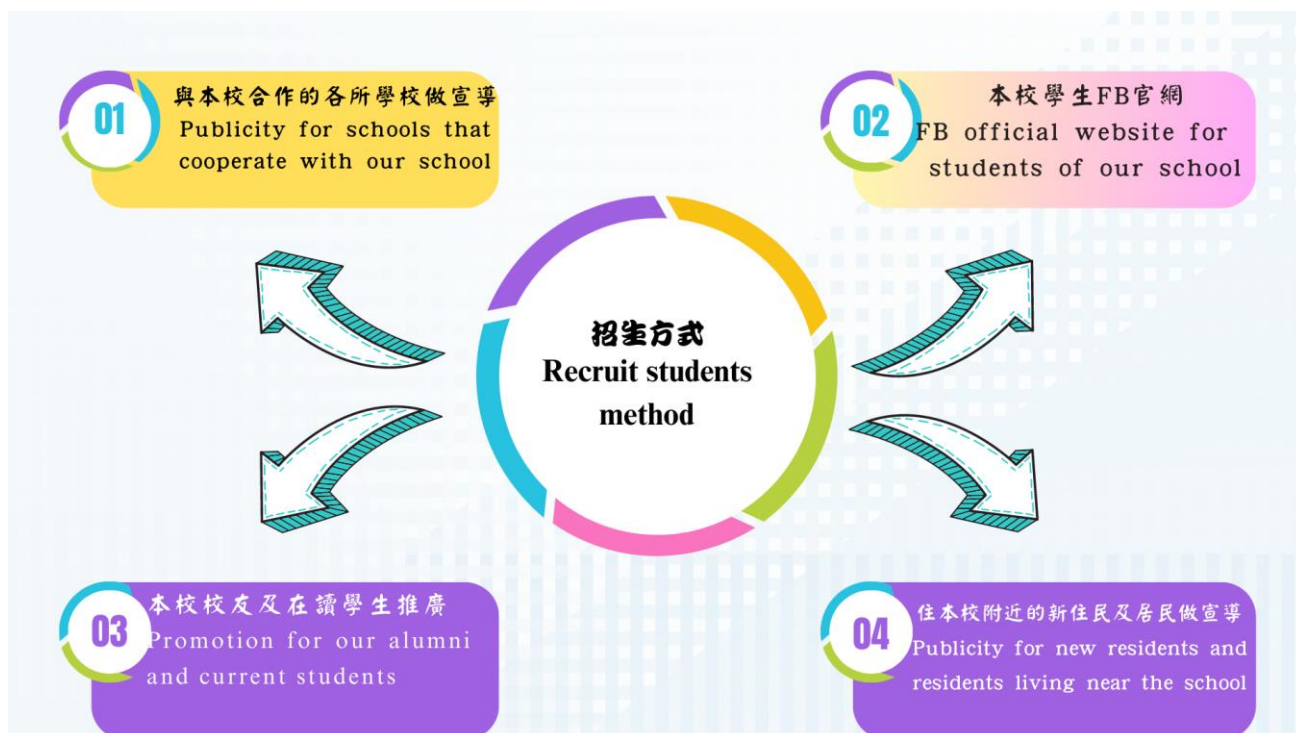 01
與本校合作的各所學校做宣導
Publicity for schools that
cooperate with our school
02
本校學生FB官網
FB official website for
students of our school
招生方式
Recruit students
method
03
本校校友及在讀學生推廣
Promotion for our alumni
and current students
04
住本校附近的新住民及居民做宣導
Publicity for new residents and
residents living near the school